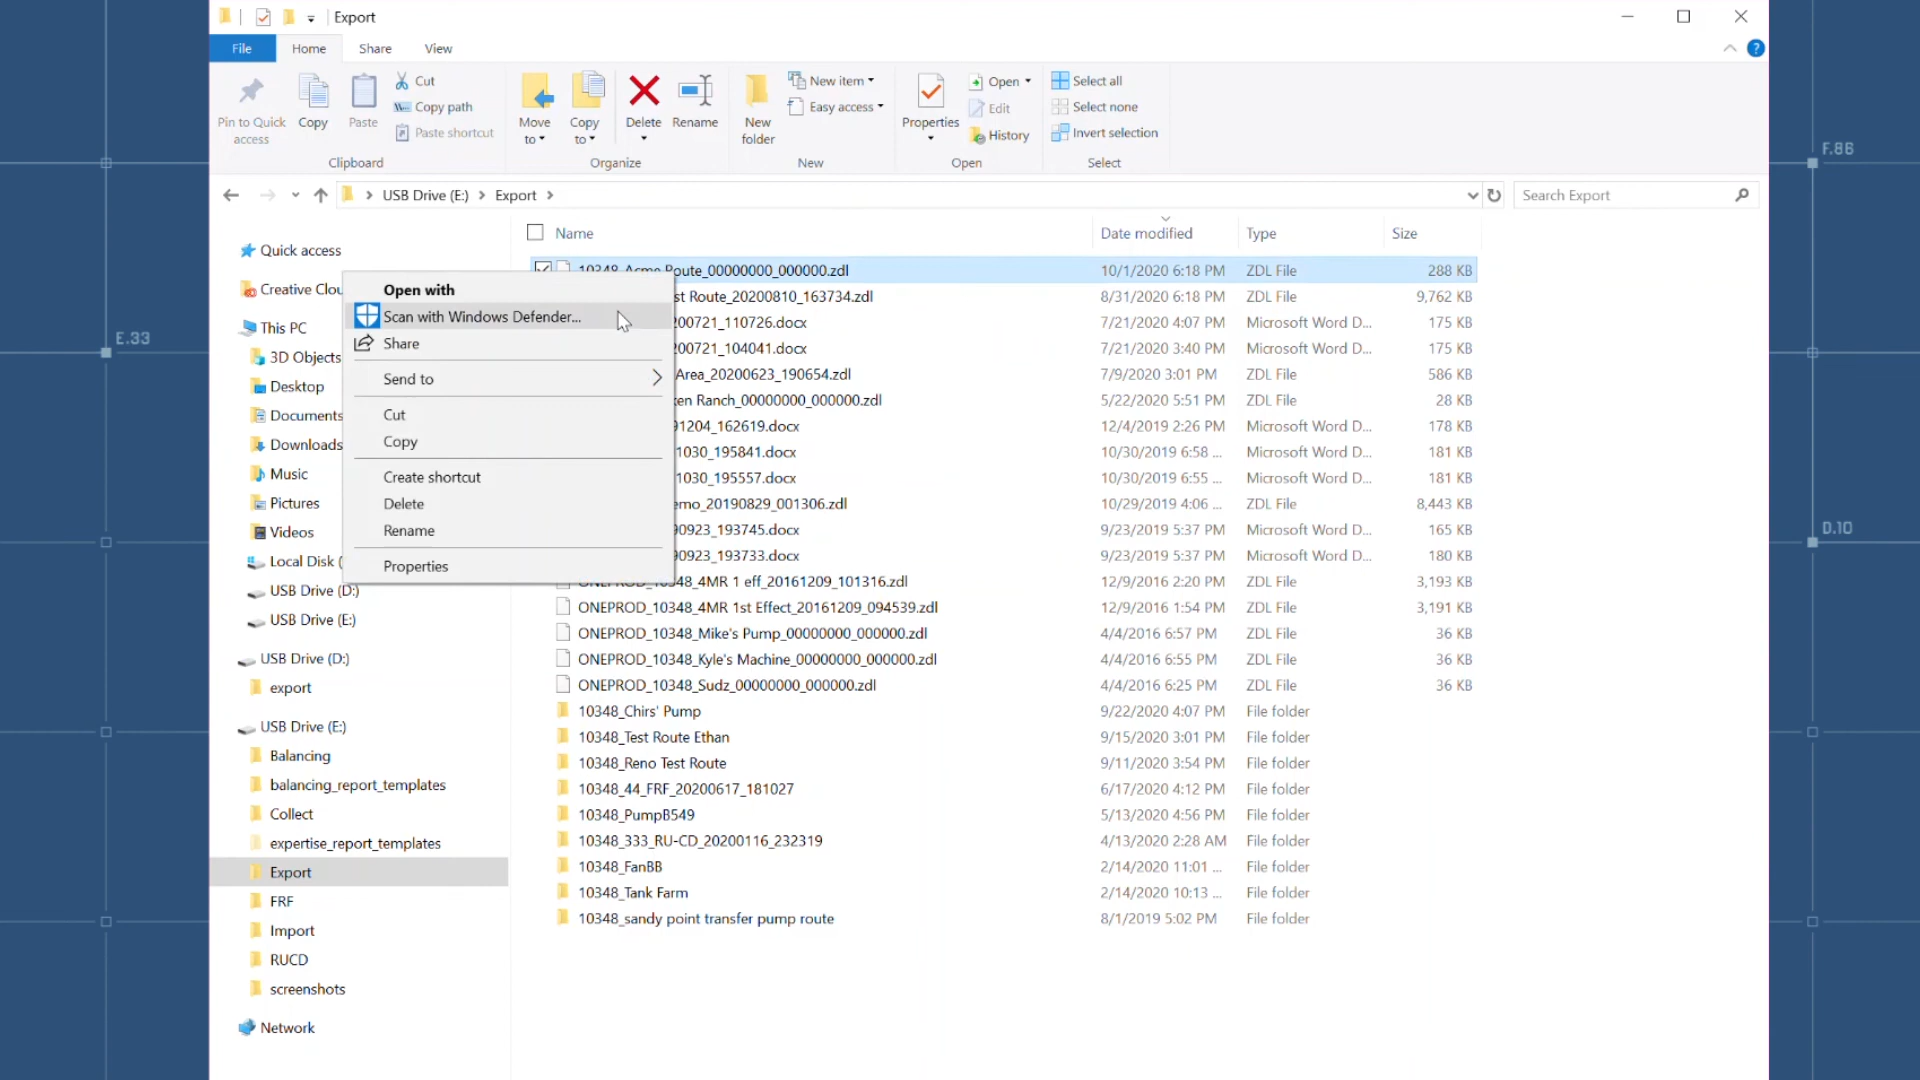 Export
File Home Share View
Pin to Quick access
Copy
Paste
Cut
Copy path
Paste shortcut
Clipboard
Move to
Copy to
Delete
Rename
Organize
New folder
New item
Easy access
New
Properties
Open
Edit
History
Open
Select all
Select none
Invert selection
Select
USB Drive (E:) Export
Search Export
Name Date modified Type Size
Quick access
Creative Clou
This PC
3D Objects
Desktop
Documents
Downloads
Music
Pictures
Videos
Local Disk (
USB Drive (D:)
USB Drive (E:)
USB Drive (D:)
export
USB Drive (E:)
Balancing
balancing_report_templates
Collect
expertise_report_templates
Export
FRF
Import
RUCD
screenshots
Network
Open with
Scan with Windows Defender...
Share
Send to
Cut
Copy
Create shortcut
Delete
Rename
Properties
10348_Acme Route_00000000_000000.zdl 10/1/2020 6:18 PM ZDL File 288 KB
st Route_20200810_163734.zdl 8/31/2020 6:18 PM ZDL File 9,762 KB
200721_110726.docx 7/21/2020 4:07 PM Microsoft Word D... 175 KB
200721_104041.docx 7/21/2020 3:40 PM Microsoft Word D... 175 KB
Area_20200623_190654.zdl 7/9/2020 3:01 PM ZDL File 586 KB
ken Ranch_00000000_000000.zdl 5/22/2020 5:51 PM ZDL File 28 KB
91204_162619.docx 12/4/2019 2:26 PM Microsoft Word D... 178 KB
1030_195841.docx 10/30/2019 6:58 ... Microsoft Word D... 181 KB
1030_195557.docx 10/30/2019 6:55 ... Microsoft Word D... 181 KB
emo_20190829_001306.zdl 10/29/2019 4:06 ... ZDL File 8,443 KB
90923_193745.docx 9/23/2019 5:37 PM Microsoft Word D... 165 KB
90923_193733.docx 9/23/2019 5:37 PM Microsoft Word D... 180 KB
ONEPROD_10348_4MR 1 eff_20161209_101316.zdl 12/9/2016 2:20 PM ZDL File 3,193 KB
ONEPROD_10348_4MR 1st Effect_20161209_094539.zdl 12/9/2016 1:54 PM ZDL File 3,191 KB
ONEPROD_10348_Mike's Pump_00000000_000000.zdl 4/4/2016 6:57 PM ZDL File 36 KB
ONEPROD_10348_Kyle's Machine_00000000_000000.zdl 4/4/2016 6:55 PM ZDL File 36 KB
ONEPROD_10348_Sudz_00000000_000000.zdl 4/4/2016 6:25 PM ZDL File 36 KB
10348_Chirs' Pump 9/22/2020 4:07 PM File folder
10348_Test Route Ethan 9/15/2020 3:01 PM File folder
10348_Reno Test Route 9/11/2020 3:54 PM File folder
10348_44_FRF_20200617_181027 6/17/2020 4:12 PM File folder
10348_PumpB549 5/13/2020 4:56 PM File folder
10348_333_RU-CD_20200116_232319 4/13/2020 2:28 AM File folder
10348_FanBB 2/14/2020 11:01 ... File folder
10348_Tank Farm 2/14/2020 10:13 ... File folder
10348_sandy point transfer pump route 8/1/2019 5:02 PM File folder
E.33
F.86
D.10